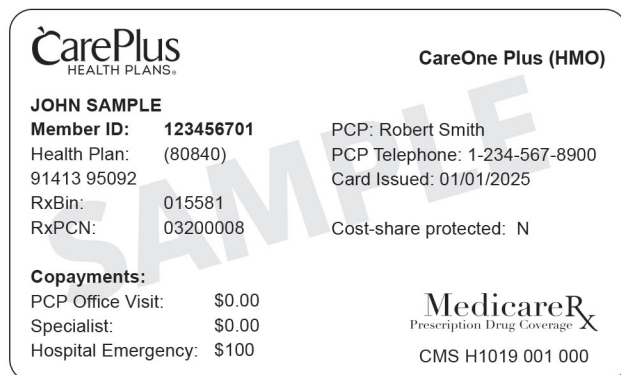 CarePlus
HEALTH PLANS®
CareOne Plus (HMO)
SAMPLE
JOHN SAMPLE
Member ID: 123456701
Health Plan: (80840)
91413 95092
RxBin: 015581
RxPCN: 03200008
PCP: Robert Smith
PCP Telephone: 1-234-567-8900
Card Issued: 01/01/2025
Cost-share protected: N
Copayments:
PCP Office Visit: $0.00
Specialist: $0.00
Hospital Emergency: $100
MedicareRx
Prescription Drug Coverage
CMS H1019 001 000